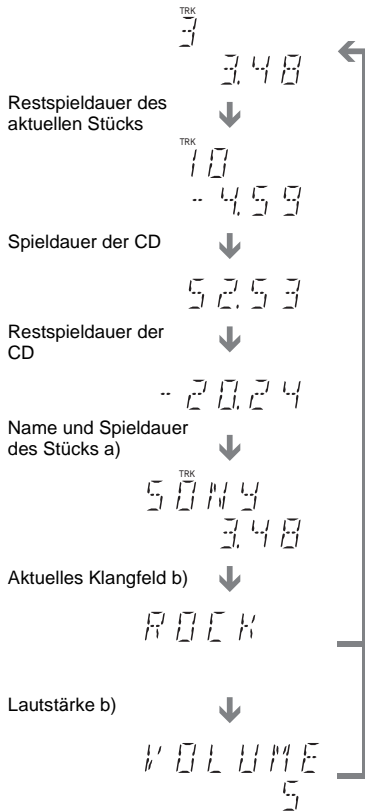 TRK
3
3.48
Restspieldauer des
aktuellen Stücks
TRK
10
- 4.59
Spieldauer der CD
52.53
Restspieldauer der
CD
- 20.24
Name und Spieldauer
des Stücks a)
TRK
SONY
3.48
Aktuelles Klangfeld b)
ROCK
Lautstärke b)
VOLUME
5